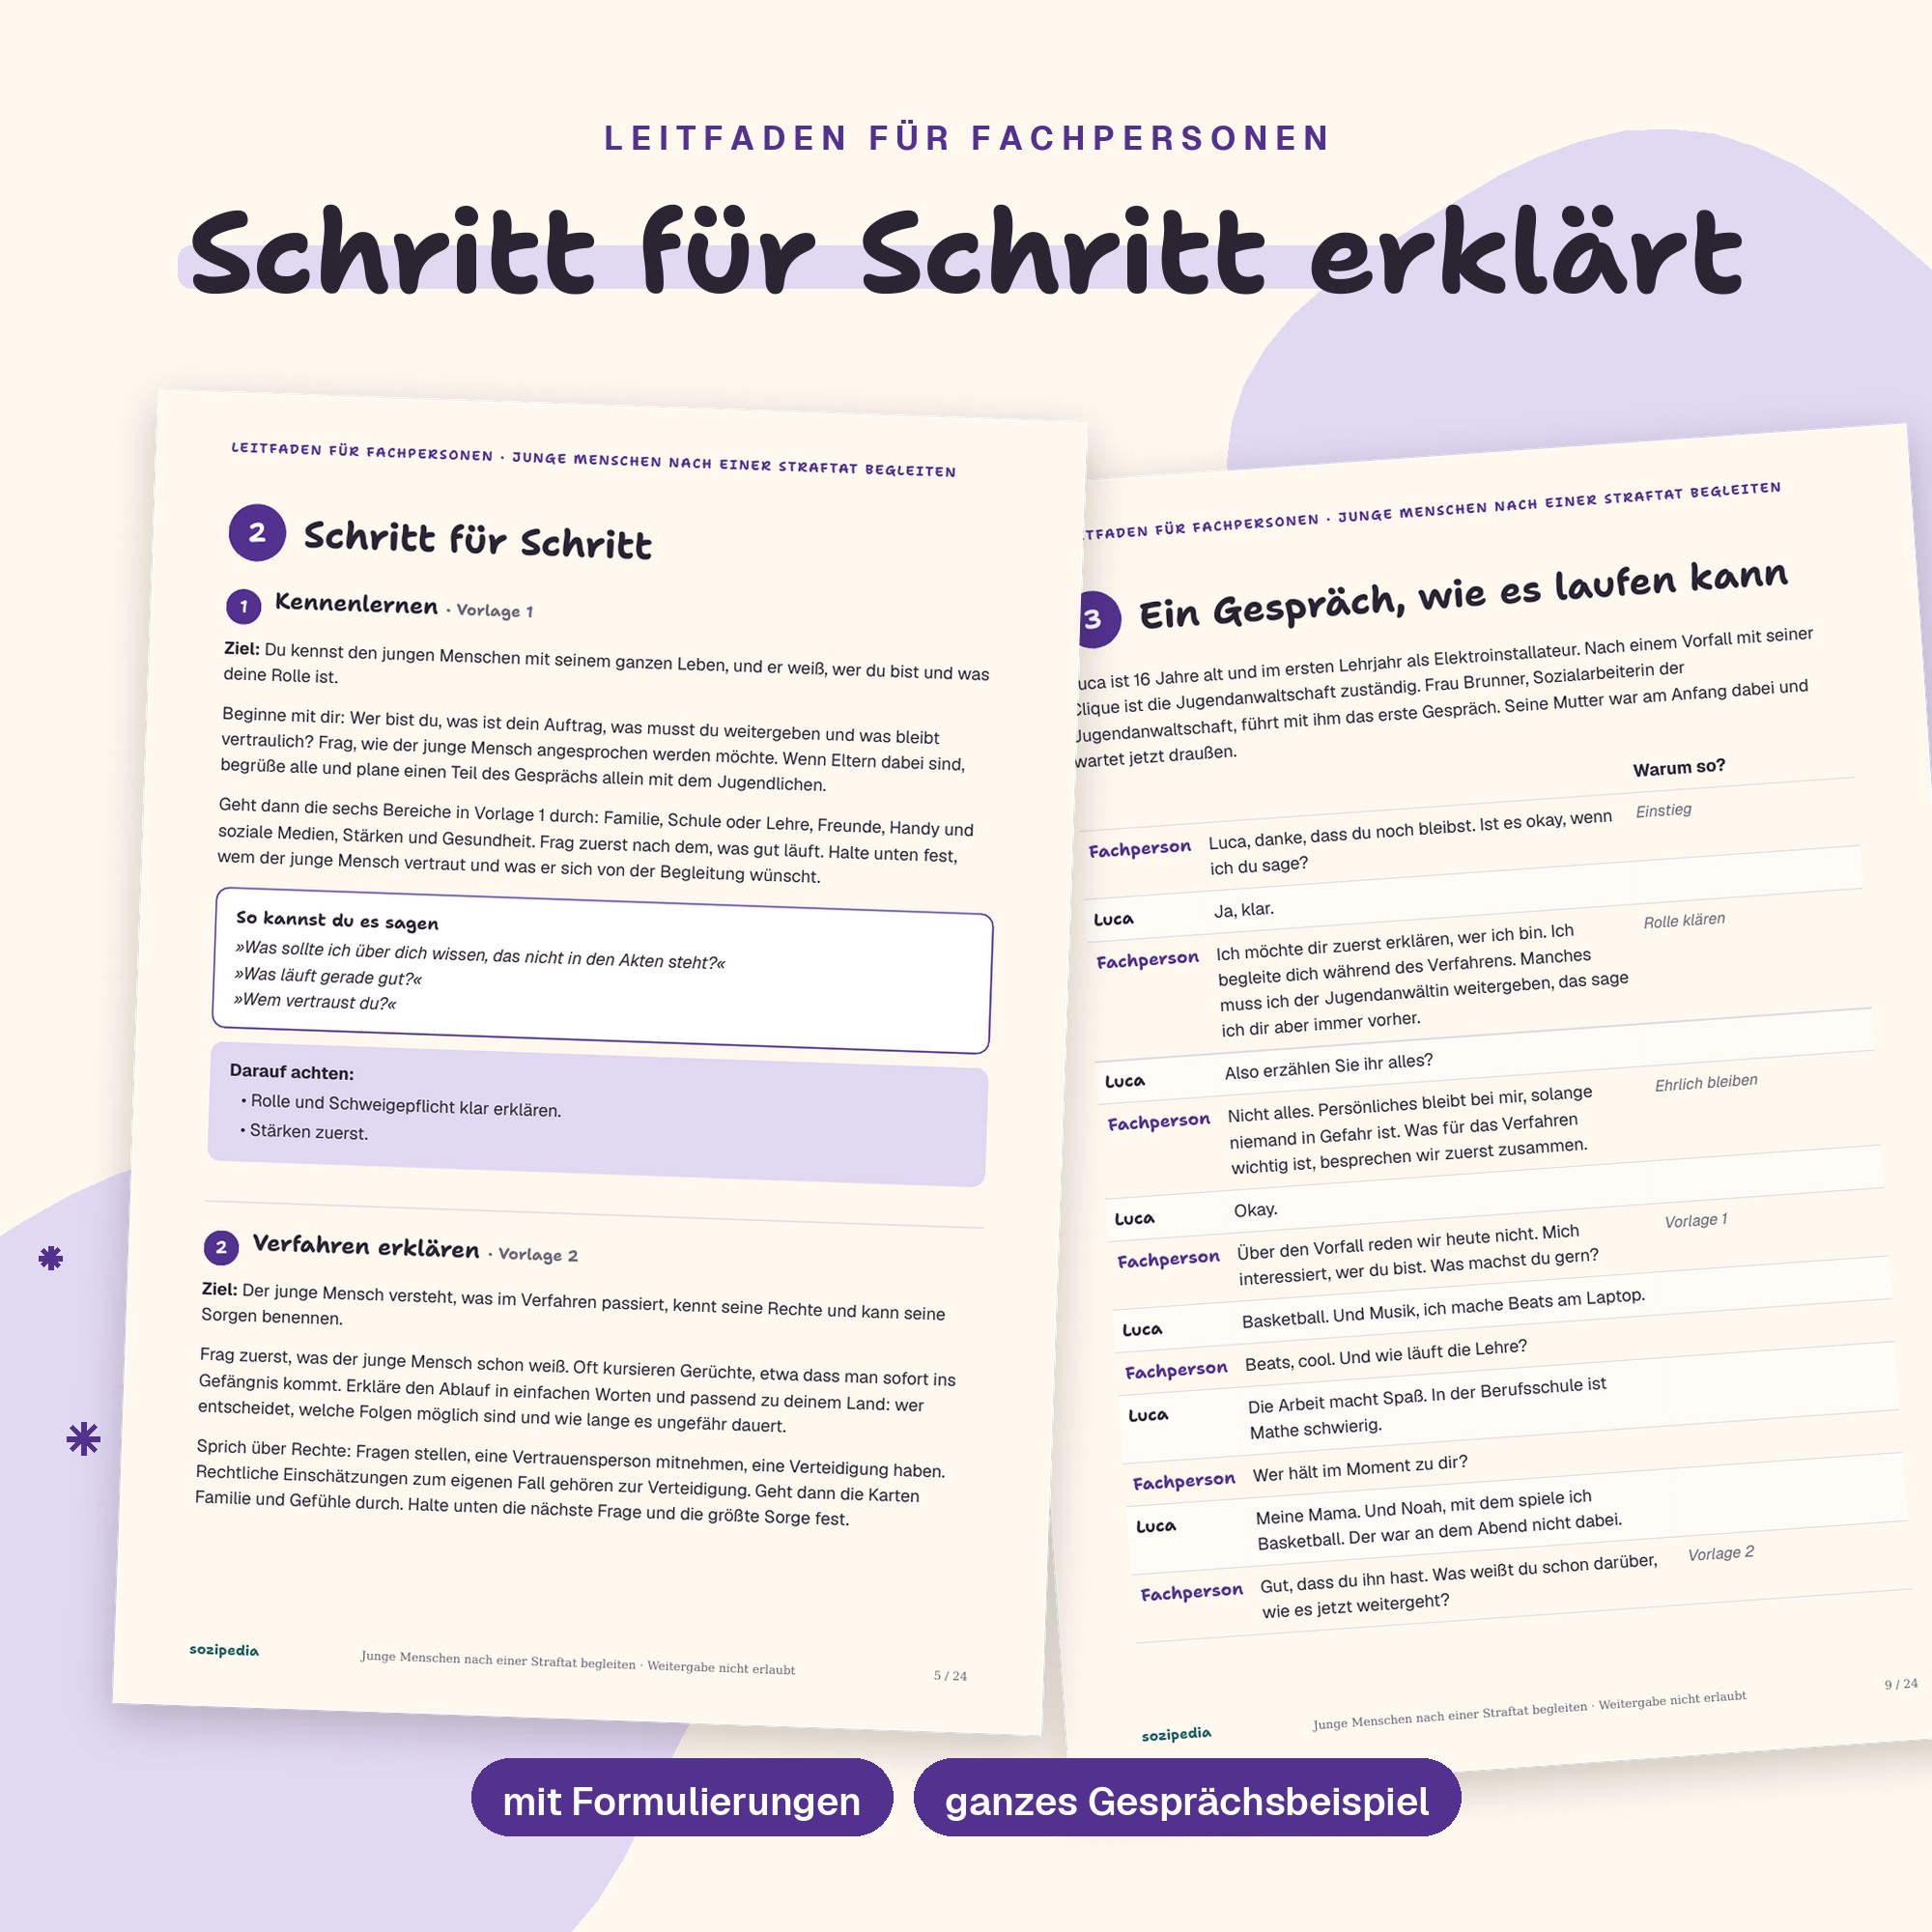 LEITFADEN FÜR FACHPERSONEN
Schritt für Schritt erklärt
LEITFADEN FÜR FACHPERSONEN · JUNGE MENSCHEN NACH EINER STRAFTAT BEGLEITEN
2 Schritt für Schritt
1 Kennenlernen · Vorlage 1
Ziel: Du kennst den jungen Menschen mit seinem ganzen Leben, und er weiß, wer du bist und was
deine Rolle ist.
Beginne mit dir: Wer bist du, was ist dein Auftrag, was musst du weitergeben und was bleibt
vertraulich? Frag, wie der junge Mensch angesprochen werden möchte. Wenn Eltern dabei sind,
begrüße alle und plane einen Teil des Gesprächs allein mit dem Jugendlichen.
Geht dann die sechs Bereiche in Vorlage 1 durch: Familie, Schule oder Lehre, Freunde, Handy und
soziale Medien, Stärken und Gesundheit. Frag zuerst nach dem, was gut läuft. Halte unten fest,
wem der junge Mensch vertraut und was er sich von der Begleitung wünscht.
So kannst du es sagen
»Was sollte ich über dich wissen, das nicht in den Akten steht?«
»Was läuft gerade gut?«
»Wem vertraust du?«
Darauf achten:
• Rolle und Schweigepflicht klar erklären.
• Stärken zuerst.
2 Verfahren erklären · Vorlage 2
Ziel: Der junge Mensch versteht, was im Verfahren passiert, kennt seine Rechte und kann seine
Sorgen benennen.
Frag zuerst, was der junge Mensch schon weiß. Oft kursieren Gerüchte, etwa dass man sofort ins
Gefängnis kommt. Erkläre den Ablauf in einfachen Worten und passend zu deinem Land: wer
entscheidet, welche Folgen möglich sind und wie lange es ungefähr dauert.
Sprich über Rechte: Fragen stellen, eine Vertrauensperson mitnehmen, eine Verteidigung haben.
Rechtliche Einschätzungen zum eigenen Fall gehören zur Verteidigung. Geht dann die Karten
Familie und Gefühle durch. Halte unten die nächste Frage und die größte Sorge fest.
sozipedia
Junge Menschen nach einer Straftat begleiten · Weitergabe nicht erlaubt
5 / 24
TFADEN FÜR FACHPERSONEN · JUNGE MENSCHEN NACH EINER STRAFTAT BEGLEITEN
3 Ein Gespräch, wie es laufen kann
uca ist 16 Jahre alt und im ersten Lehrjahr als Elektroinstallateur. Nach einem Vorfall mit seiner
Clique ist die Jugendanwaltschaft zuständig. Frau Brunner, Sozialarbeiterin der
Jugendanwaltschaft, führt mit ihm das erste Gespräch. Seine Mutter war am Anfang dabei und
wartet jetzt draußen.
Warum so?
Fachperson Luca, danke, dass du noch bleibst. Ist es okay, wenn Einstieg
ich du sage?
Luca Ja, klar.
Fachperson Ich möchte dir zuerst erklären, wer ich bin. Ich Rolle klären
begleite dich während des Verfahrens. Manches
muss ich der Jugendanwältin weitergeben, das sage
ich dir aber immer vorher.
Luca Also erzählen Sie ihr alles?
Fachperson Nicht alles. Persönliches bleibt bei mir, solange Ehrlich bleiben
niemand in Gefahr ist. Was für das Verfahren
wichtig ist, besprechen wir zuerst zusammen.
Luca Okay.
Fachperson Über den Vorfall reden wir heute nicht. Mich Vorlage 1
interessiert, wer du bist. Was machst du gern?
Luca Basketball. Und Musik, ich mache Beats am Laptop.
Fachperson Beats, cool. Und wie läuft die Lehre?
Luca Die Arbeit macht Spaß. In der Berufsschule ist
Mathe schwierig.
Fachperson Wer hält im Moment zu dir?
Luca Meine Mama. Und Noah, mit dem spiele ich
Basketball. Der war an dem Abend nicht dabei.
Fachperson Gut, dass du ihn hast. Was weißt du schon darüber, Vorlage 2
wie es jetzt weitergeht?
sozipedia
Junge Menschen nach einer Straftat begleiten · Weitergabe nicht erlaubt
9 / 24
mit Formulierungen
ganzes Gesprächsbeispiel